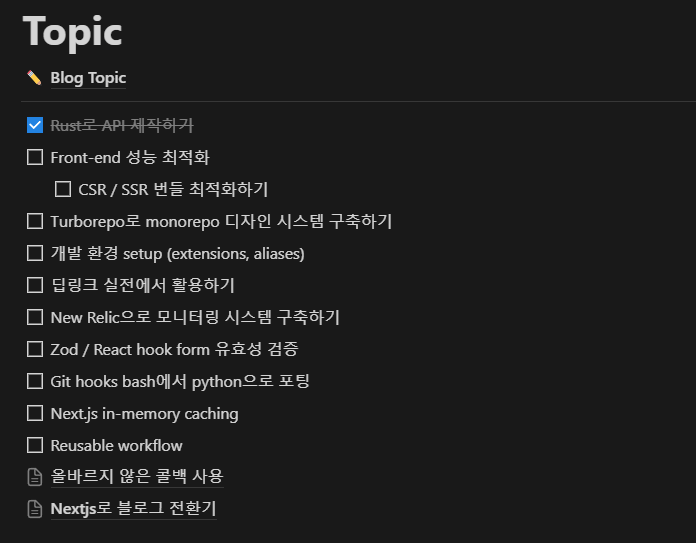 Topic
Blog Topic
Rust로 API 제작하기
Front-end 성능 최적화
CSR / SSR 번들 최적화하기
Turborepo로 monorepo 디자인 시스템 구축하기
개발 환경 setup (extensions, aliases)
딥링크 실전에서 활용하기
New Relic으로 모니터링 시스템 구축하기
Zod / React hook form 유효성 검증
Git hooks bash에서 python으로 포팅
Next.js in-memory caching
Reusable workflow
올바르지 않은 콜백 사용
Nextjs로 블로그 전환기